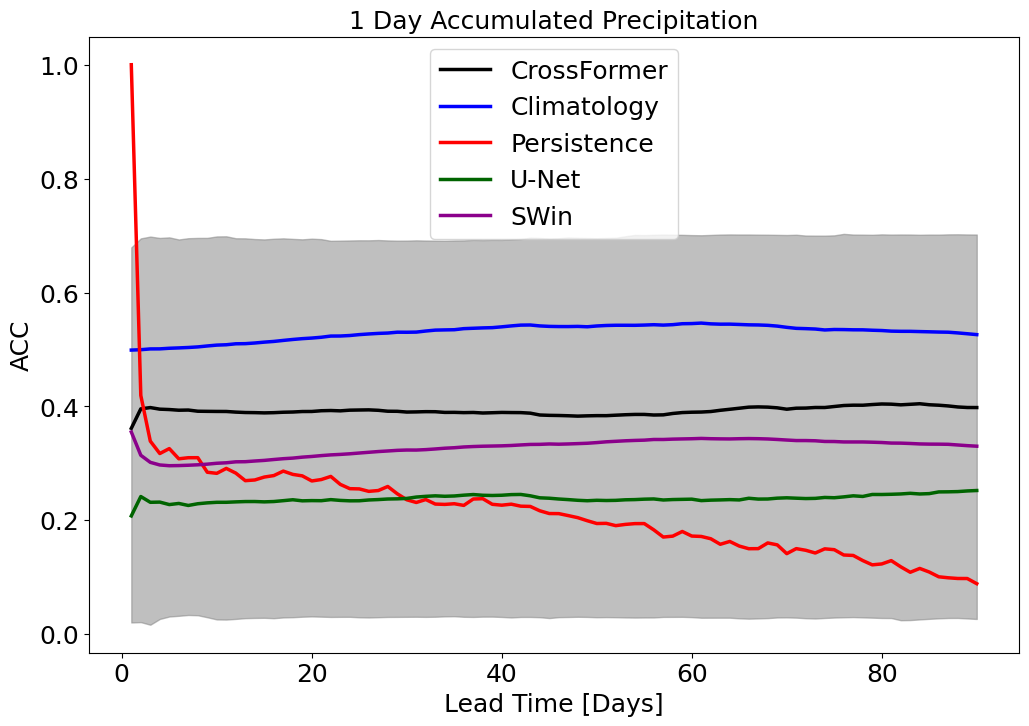 1 Day Accumulated Precipitation
CrossFormer
Climatology
Persistence
U-Net
SWin
ACC
1.0
0.8
0.6
0.4
0.2
0.0
0 20 40 60 80
Lead Time [Days]